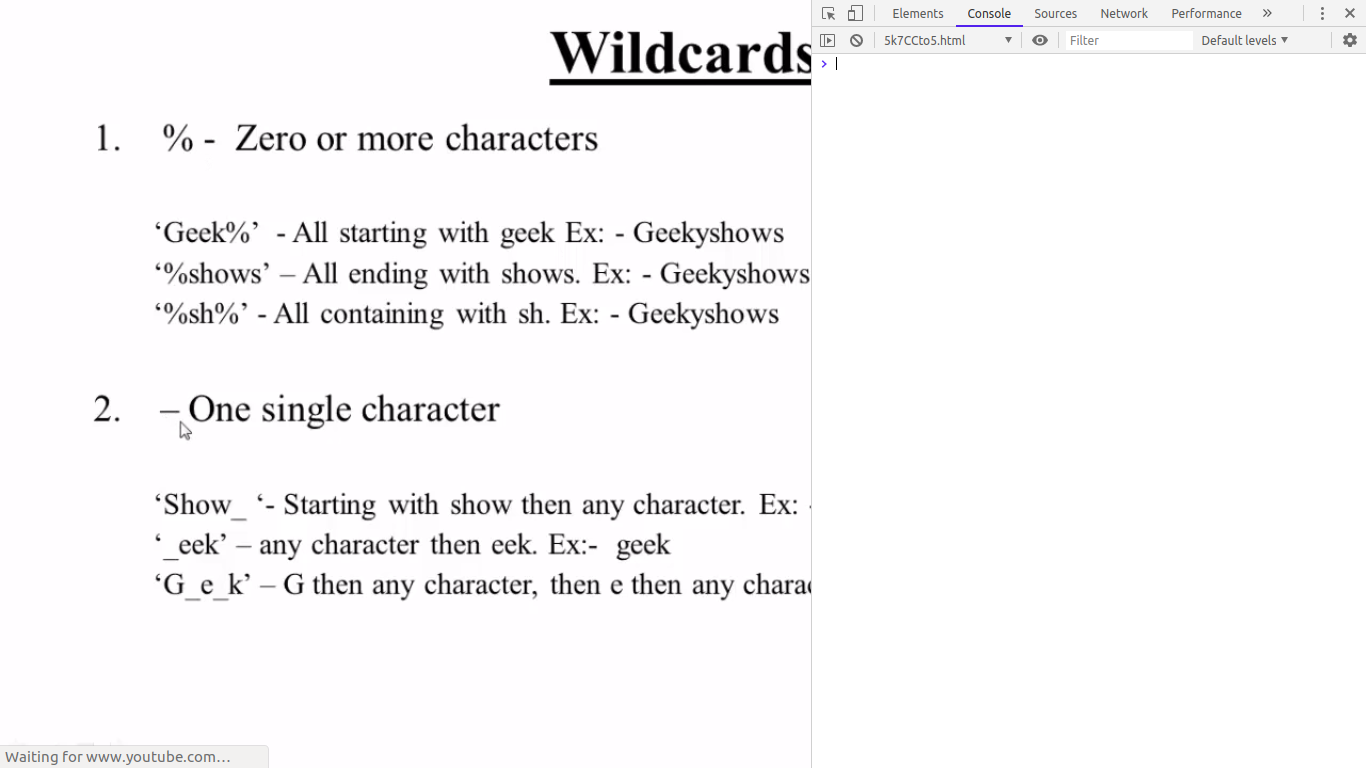 Wildcards
1. % - Zero or more characters
‘Geek%’ - All starting with geek Ex: - Geekyshows
‘%shows’ – All ending with shows. Ex: - Geekyshows
‘%sh%’ - All containing with sh. Ex: - Geekyshows
2. – One single character
‘Show_ ‘- Starting with show then any character. Ex: -
‘_eek’ – any character then eek. Ex:- geek
‘G_e_k’ – G then any character, then e then any
Waiting for www.youtube.com...
Elements Console Sources Network Performance »
5k7CCto5.html ▼ Filter Default levels ▼
>